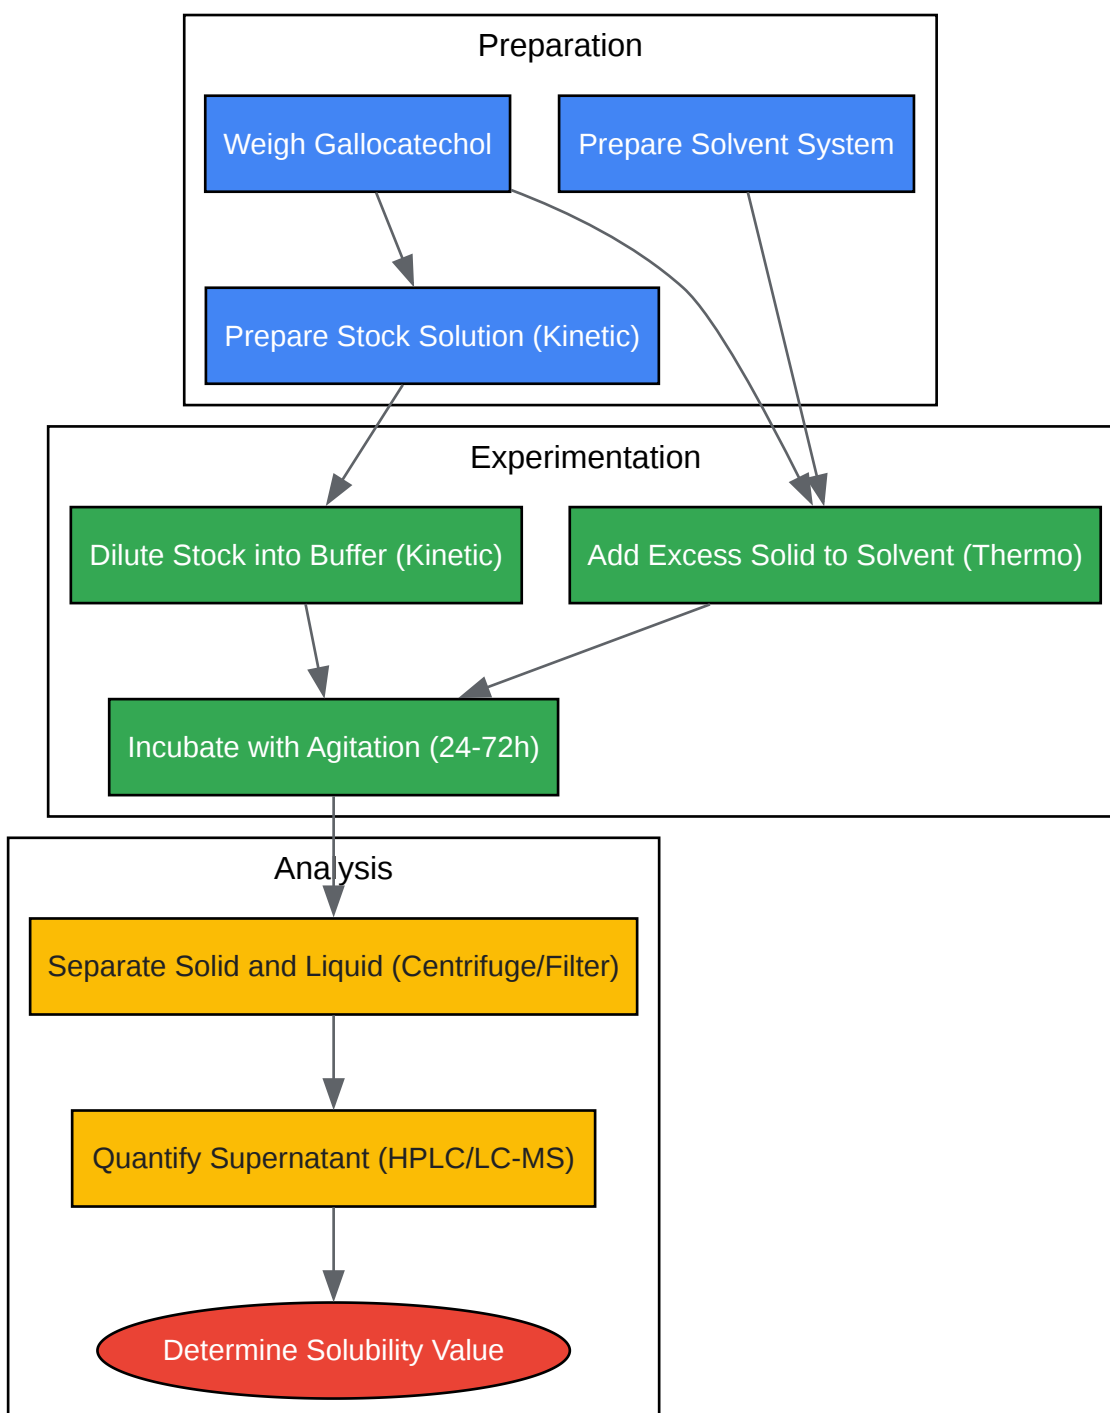 Preparation
Weigh Gallocatechol
Prepare Solvent System
Prepare Stock Solution (Kinetic)
Experimentation
Dilute Stock into Buffer (Kinetic)
Add Excess Solid to Solvent (Thermo)
Incubate with Agitation (24-72h)
Analysis
Separate Solid and Liquid (Centrifuge/Filter)
Quantify Supernatant (HPLC/LC-MS)
Determine Solubility Value